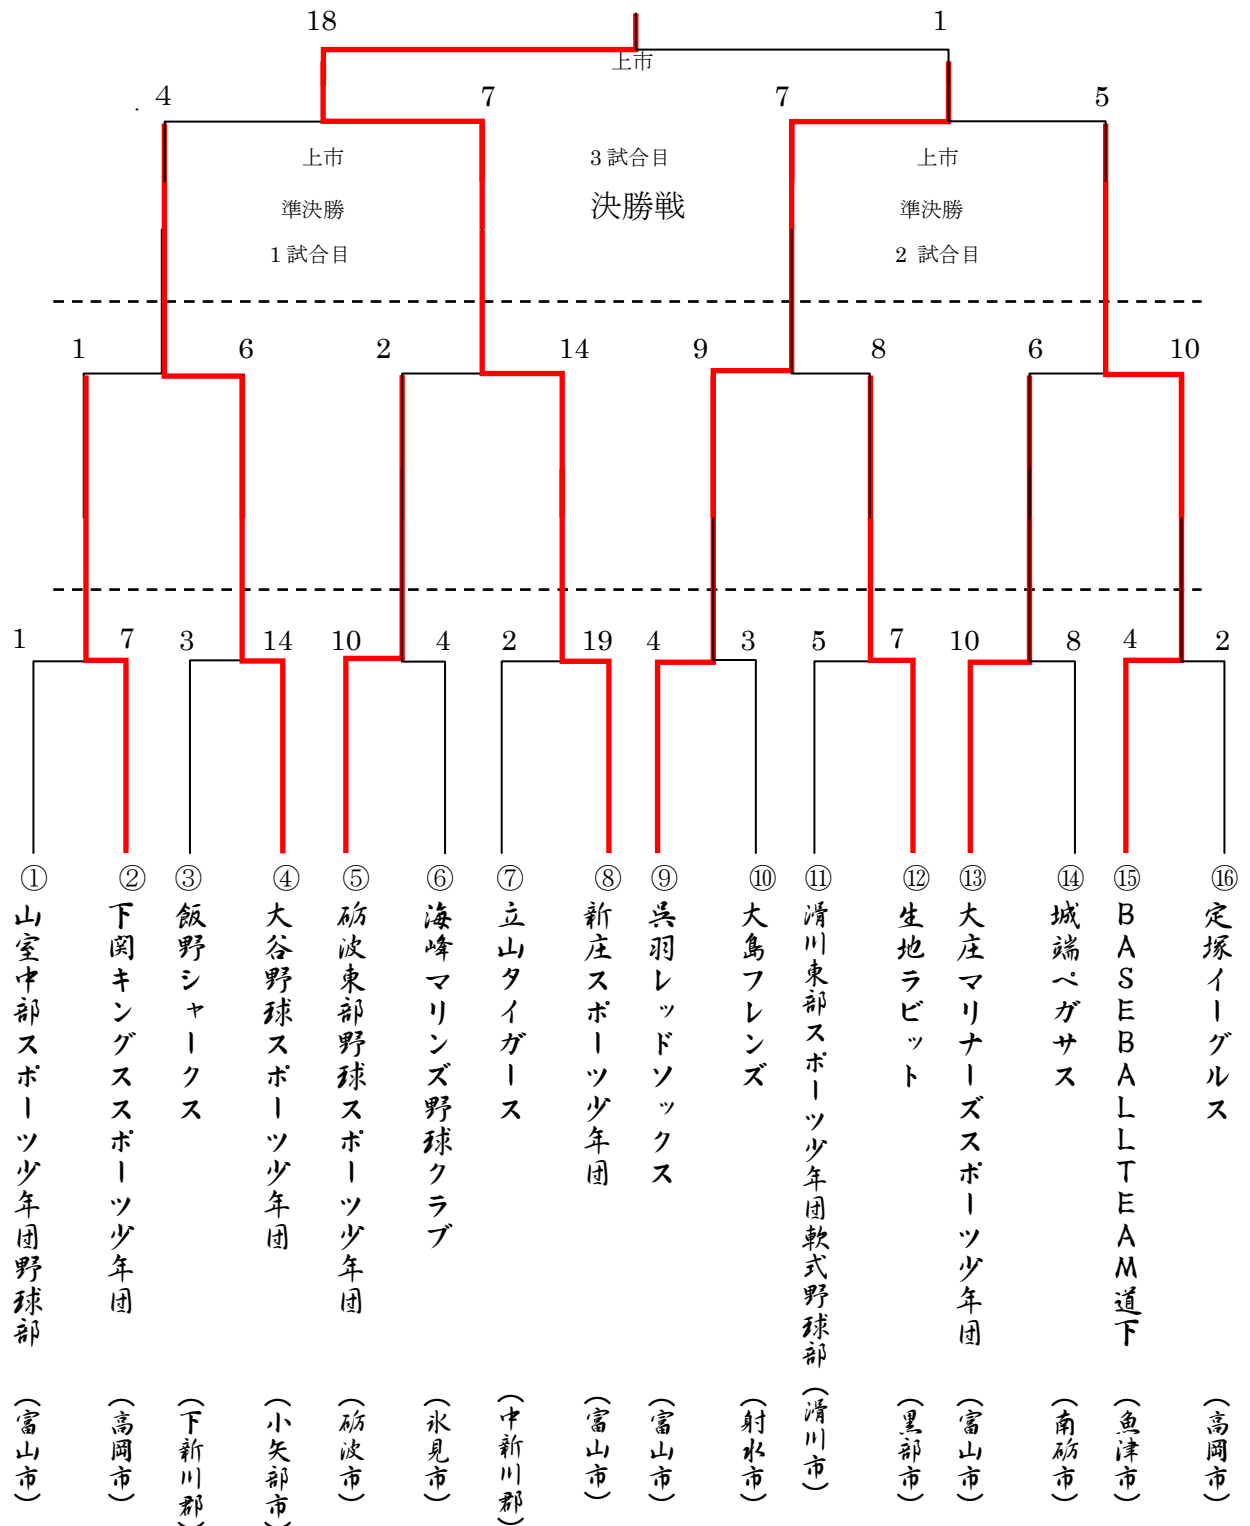 18
1
上市
4
7
7
5
上市
3試合目
上市
準決勝
決勝戦
準決勝
1試合目
2 試合目
1
6
2
14
9
8
6
10
1
7
3
14
10
4
2
19
4
3
5
7
10
8
4
2
①
山室中部スポーツ少年団野球部
(富山市)
②
下関キングススポーツ少年団
(高岡市)
③
飯野シャークス
(下新川郡)
④
大谷野球スポーツ少年団
(小矢部市)
⑤
砺波東部野球スポーツ少年団
(砺波市)
⑥
海峰マリンズ野球クラブ
(氷見市)
⑦
立山タイガース
(中新川郡)
⑧
新庄スポーツ少年団
(富山市)
⑨
呉羽レッドソックス
(富山市)
⑩
大島フレンズ
(射水市)
⑪
滑川東部スポーツ少年団軟式野球部
(滑川市)
⑫
生地ラビット
(黒部市)
⑬
大庄マリナーズスポーツ少年団
(富山市)
⑭
城端ペガサス
(南砺市)
⑮
BASEBALLTEAM道下
(魚津市)
⑯
定塚イーグルス
(高岡市)